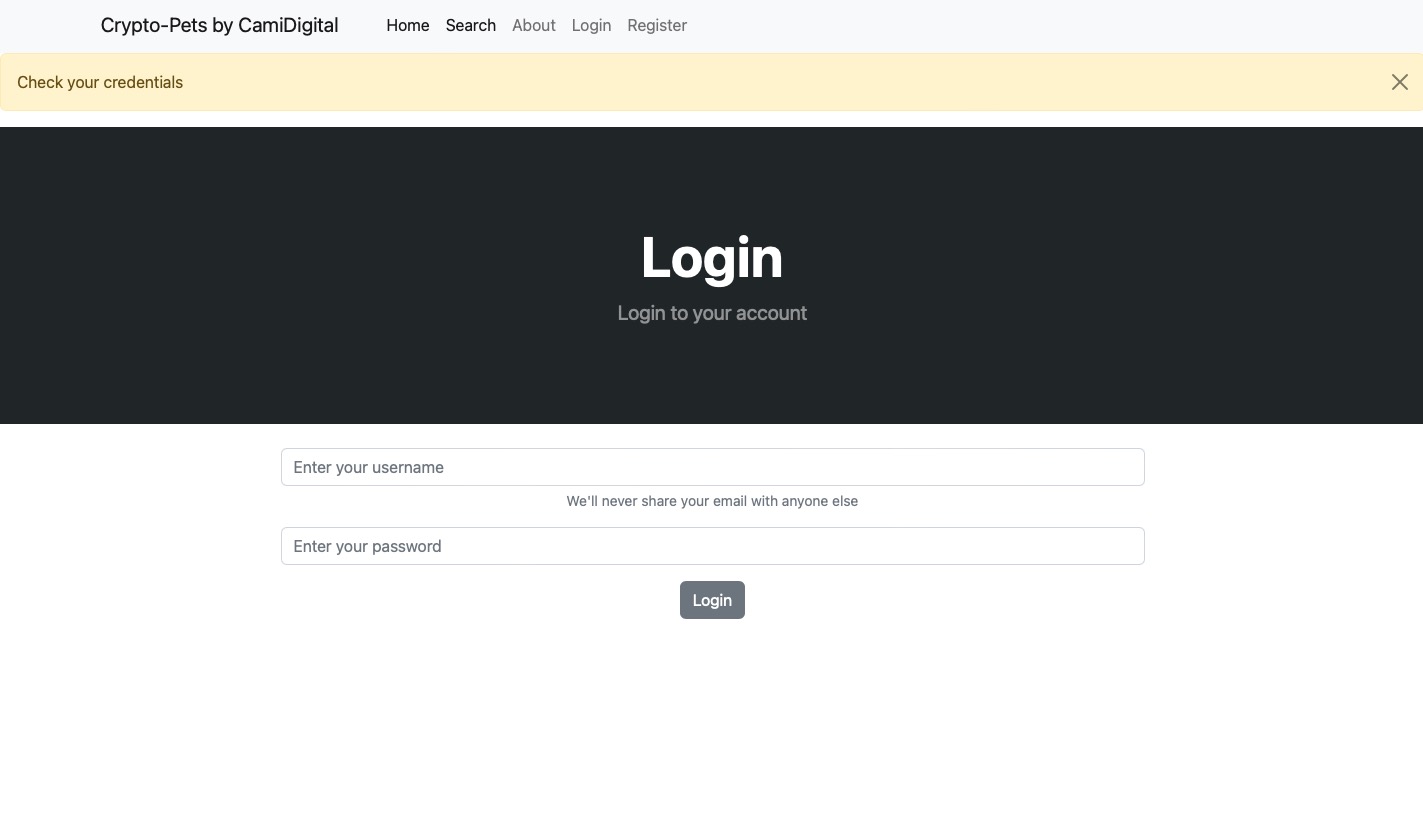 Crypto-Pets by CamiDigital Home Search About Login Register
Check your credentials
Login
Login to your account
Enter your username
We'll never share your email with anyone else
Enter your password
Login